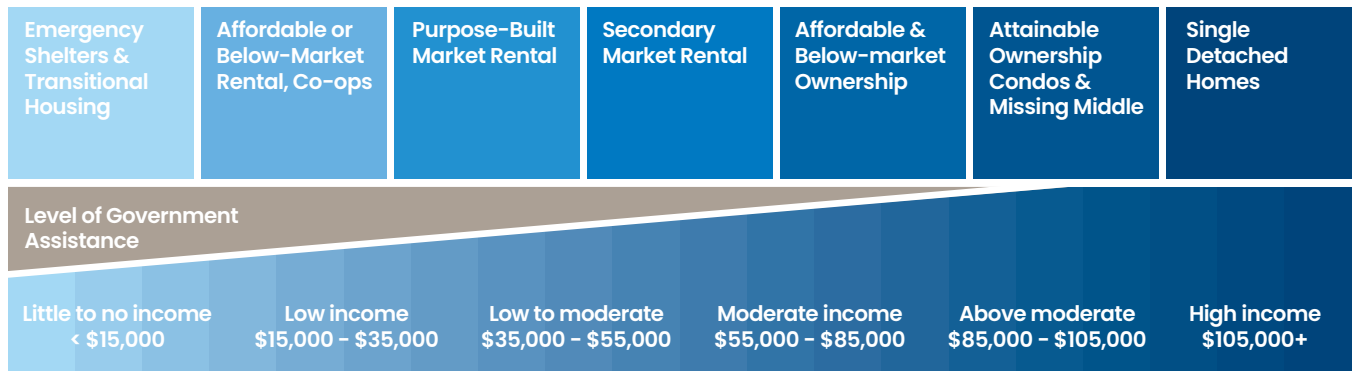 Emergency
Shelters &
Transitional
Housing
Affordable or
Below-Market
Rental, Co-ops
Purpose-Built
Market Rental
Secondary
Market Rental
Affordable &
Below-market
Ownership
Attainable
Ownership
Condos &
Missing Middle
Single
Detached
Homes
Level of Government
Assistance
Little to no income
< $15,000
Low income
$15,000 - $35,000
Low to moderate
$35,000 - $55,000
Moderate income
$55,000 - $85,000
Above moderate
$85,000 - $105,000
High income
$105,000+